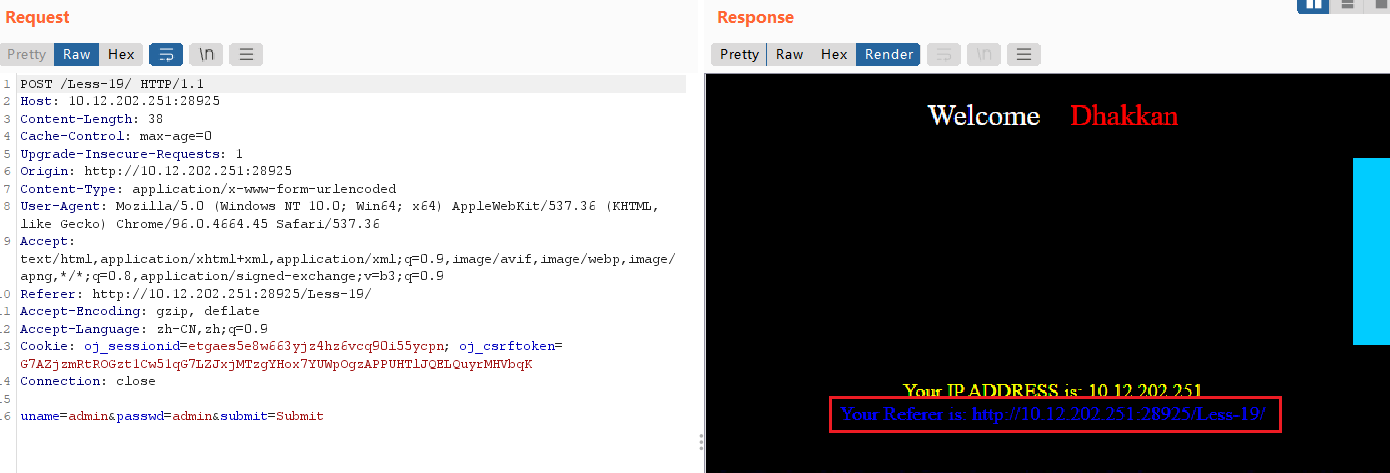 Request
Pretty Raw Hex \n
1 POST /Less-19/ HTTP/1.1
2 Host: 10.12.202.251:28925
3 Content-Length: 38
4 Cache-Control: max-age=0
5 Upgrade-Insecure-Requests: 1
6 Origin: http://10.12.202.251:28925
7 Content-Type: application/x-www-form-urlencoded
8 User-Agent: Mozilla/5.0 (Windows NT 10.0; Win64; x64) AppleWebKit/537.36 (KHTML,
like Gecko) Chrome/96.0.4664.45 Safari/537.36
9 Accept:
text/html,application/xhtml+xml,application/xml;q=0.9,image/avif,image/webp,image/
apng,*/*;q=0.8,application/signed-exchange;v=b3;q=0.9
10 Referer: http://10.12.202.251:28925/Less-19/
11 Accept-Encoding: gzip, deflate
12 Accept-Language: zh-CN,zh;q=0.9
13 Cookie: oj_sessionid=etgaes5e8w663yjz4hz6vcq90i55ycpn; oj_csrftoken=
G7AZjzmRtROGzt1Cw51qG7LZJxjMTzgYHox7YUWpOgzAPPUHTlJQELQuyrMHVbqK
14 Connection: close
15
16 uname=admin&passwd=admin&submit=Submit
Response
Pretty Raw Hex Render \n
Welcome Dhakkan
Your IP ADDRESS is: 10.12.202.251
Your Referer is: http://10.12.202.251:28925/Less-19/